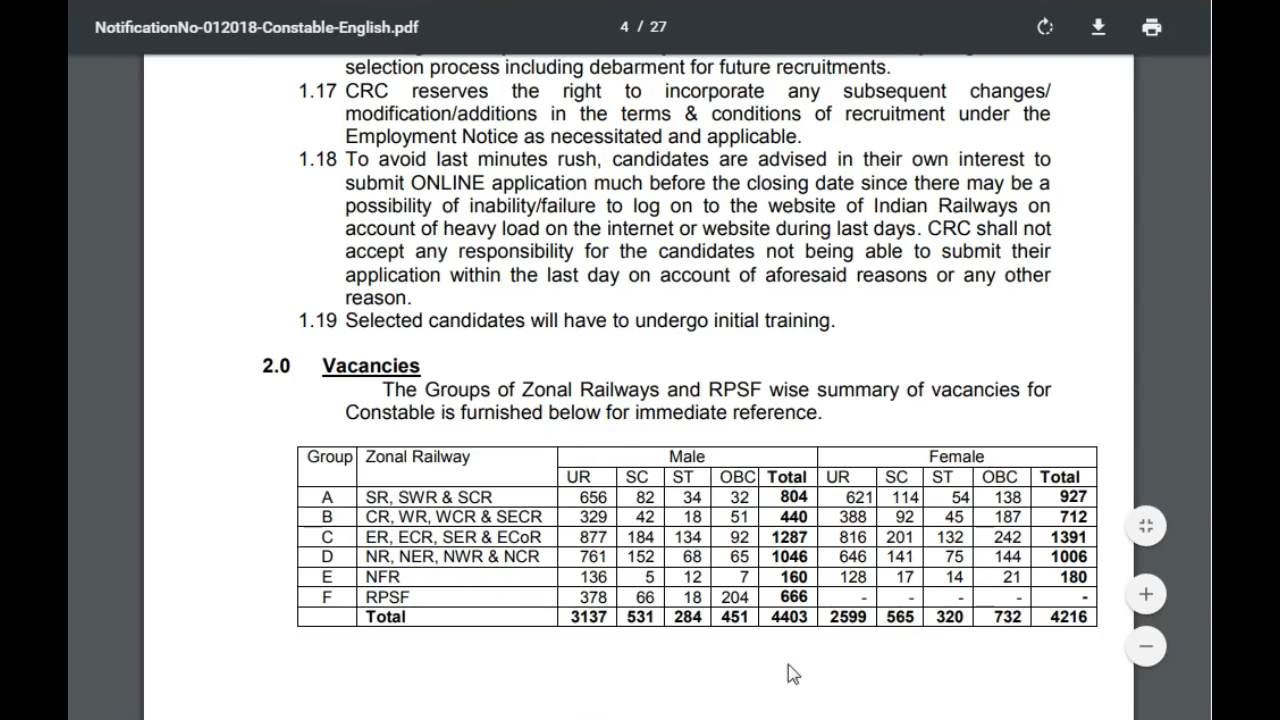 NotificationNo-012018-Constable-English.pdf 4 / 27
selection process including debarment for future recruitments.
1.17 CRC reserves the right to incorporate any subsequent changes/
modification/additions in the terms & conditions of recruitment under the
Employment Notice as necessitated and applicable.
1.18 To avoid last minutes rush, candidates are advised in their own interest to
submit ONLINE application much before the closing date since there may be a
possibility of inability/failure to log on to the website of Indian Railways on
account of heavy load on the internet or website during last days. CRC shall not
accept any responsibility for the candidates not being able to submit their
application within the last day on account of aforesaid reasons or any other
reason.
1.19 Selected candidates will have to undergo initial training.
2.0 Vacancies
The Groups of Zonal Railways and RPSF wise summary of vacancies for
Constable is furnished below for immediate reference.
Group Zonal Railway Male Female
UR SC ST OBC Total UR SC ST OBC Total
A SR, SWR & SCR 656 82 34 32 804 621 114 54 138 927
B CR, WR, WCR & SECR 329 42 18 51 440 388 92 45 187 712
C ER, ECR, SER & ECoR 877 184 134 92 1287 816 201 132 242 1391
D NR, NER, NWR & NCR 761 152 68 65 1046 646 141 75 144 1006
E NFR 136 5 12 7 160 128 17 14 21 180
F RPSF 378 66 18 204 666 - - - - -
Total 3137 531 284 451 4403 2599 565 320 732 4216